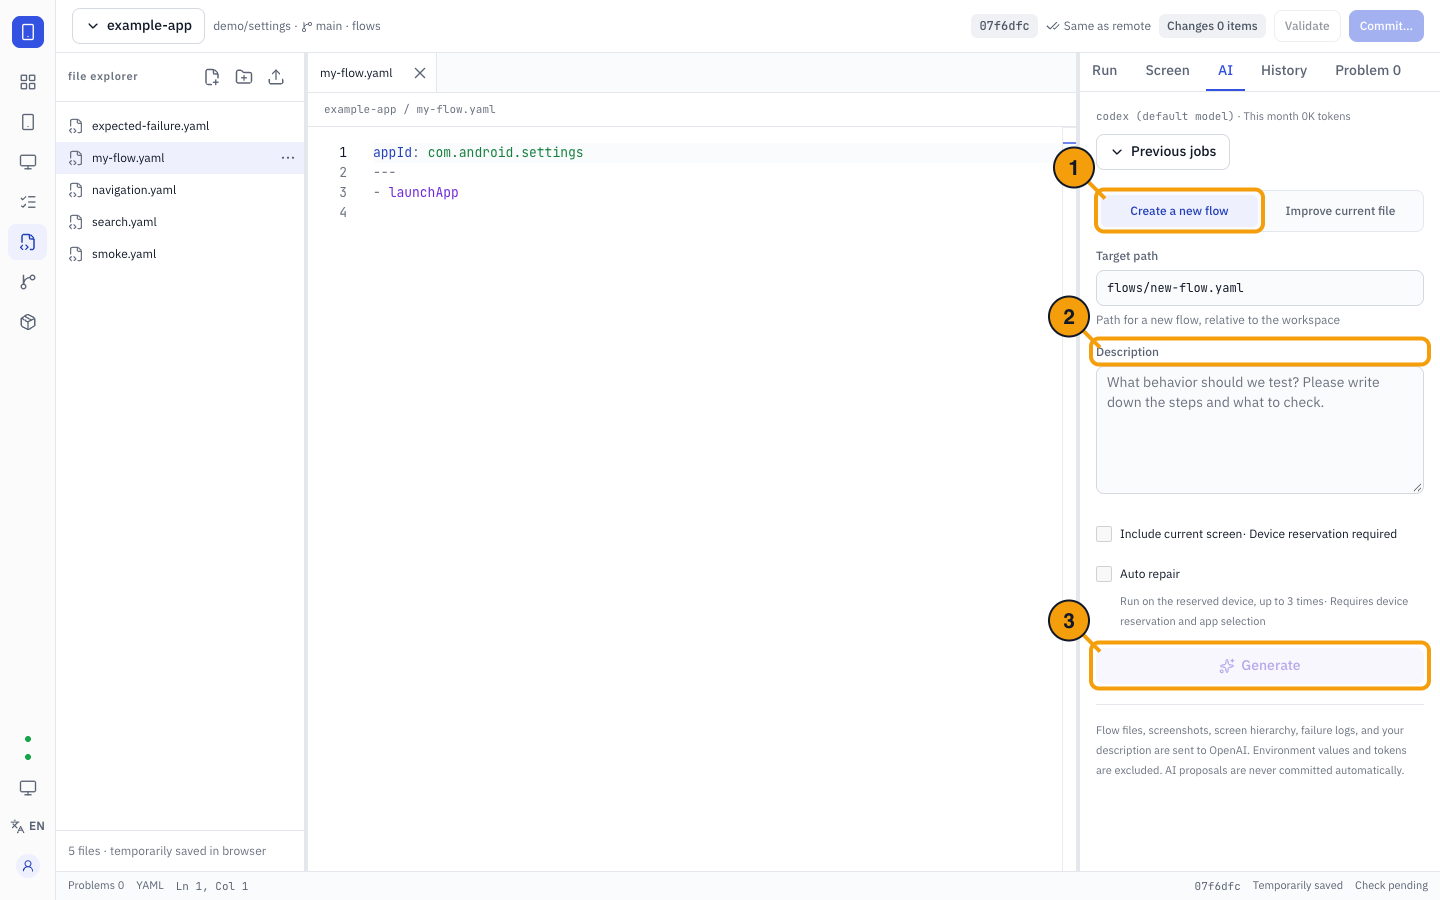 example-app
demo/settings · main · flows
07f6dfc
Same as remote
Changes 0 items
Validate
Commit...
file explorer
expected-failure.yaml
my-flow.yaml
navigation.yaml
search.yaml
smoke.yaml
5 files · temporarily saved in browser
EN
my-flow.yaml
example-app / my-flow.yaml
1 appId: com.android.settings
2 ---
3 - launchApp
4
Run Screen AI History Problem 0
codex (default model) · This month 0K tokens
Previous jobs
1
Create a new flow
Improve current file
Target path
flows/new-flow.yaml
Path for a new flow, relative to the workspace
2
Description
What behavior should we test? Please write
down the steps and what to check.
Include current screen· Device reservation required
Auto repair
Run on the reserved device, up to 3 times· Requires device
reservation and app selection
3
Generate
Flow files, screenshots, screen hierarchy, failure logs, and your
description are sent to OpenAI. Environment values and tokens
are excluded. AI proposals are never committed automatically.
Problems 0 YAML Ln 1, Col 1
07f6dfc Temporarily saved Check pending